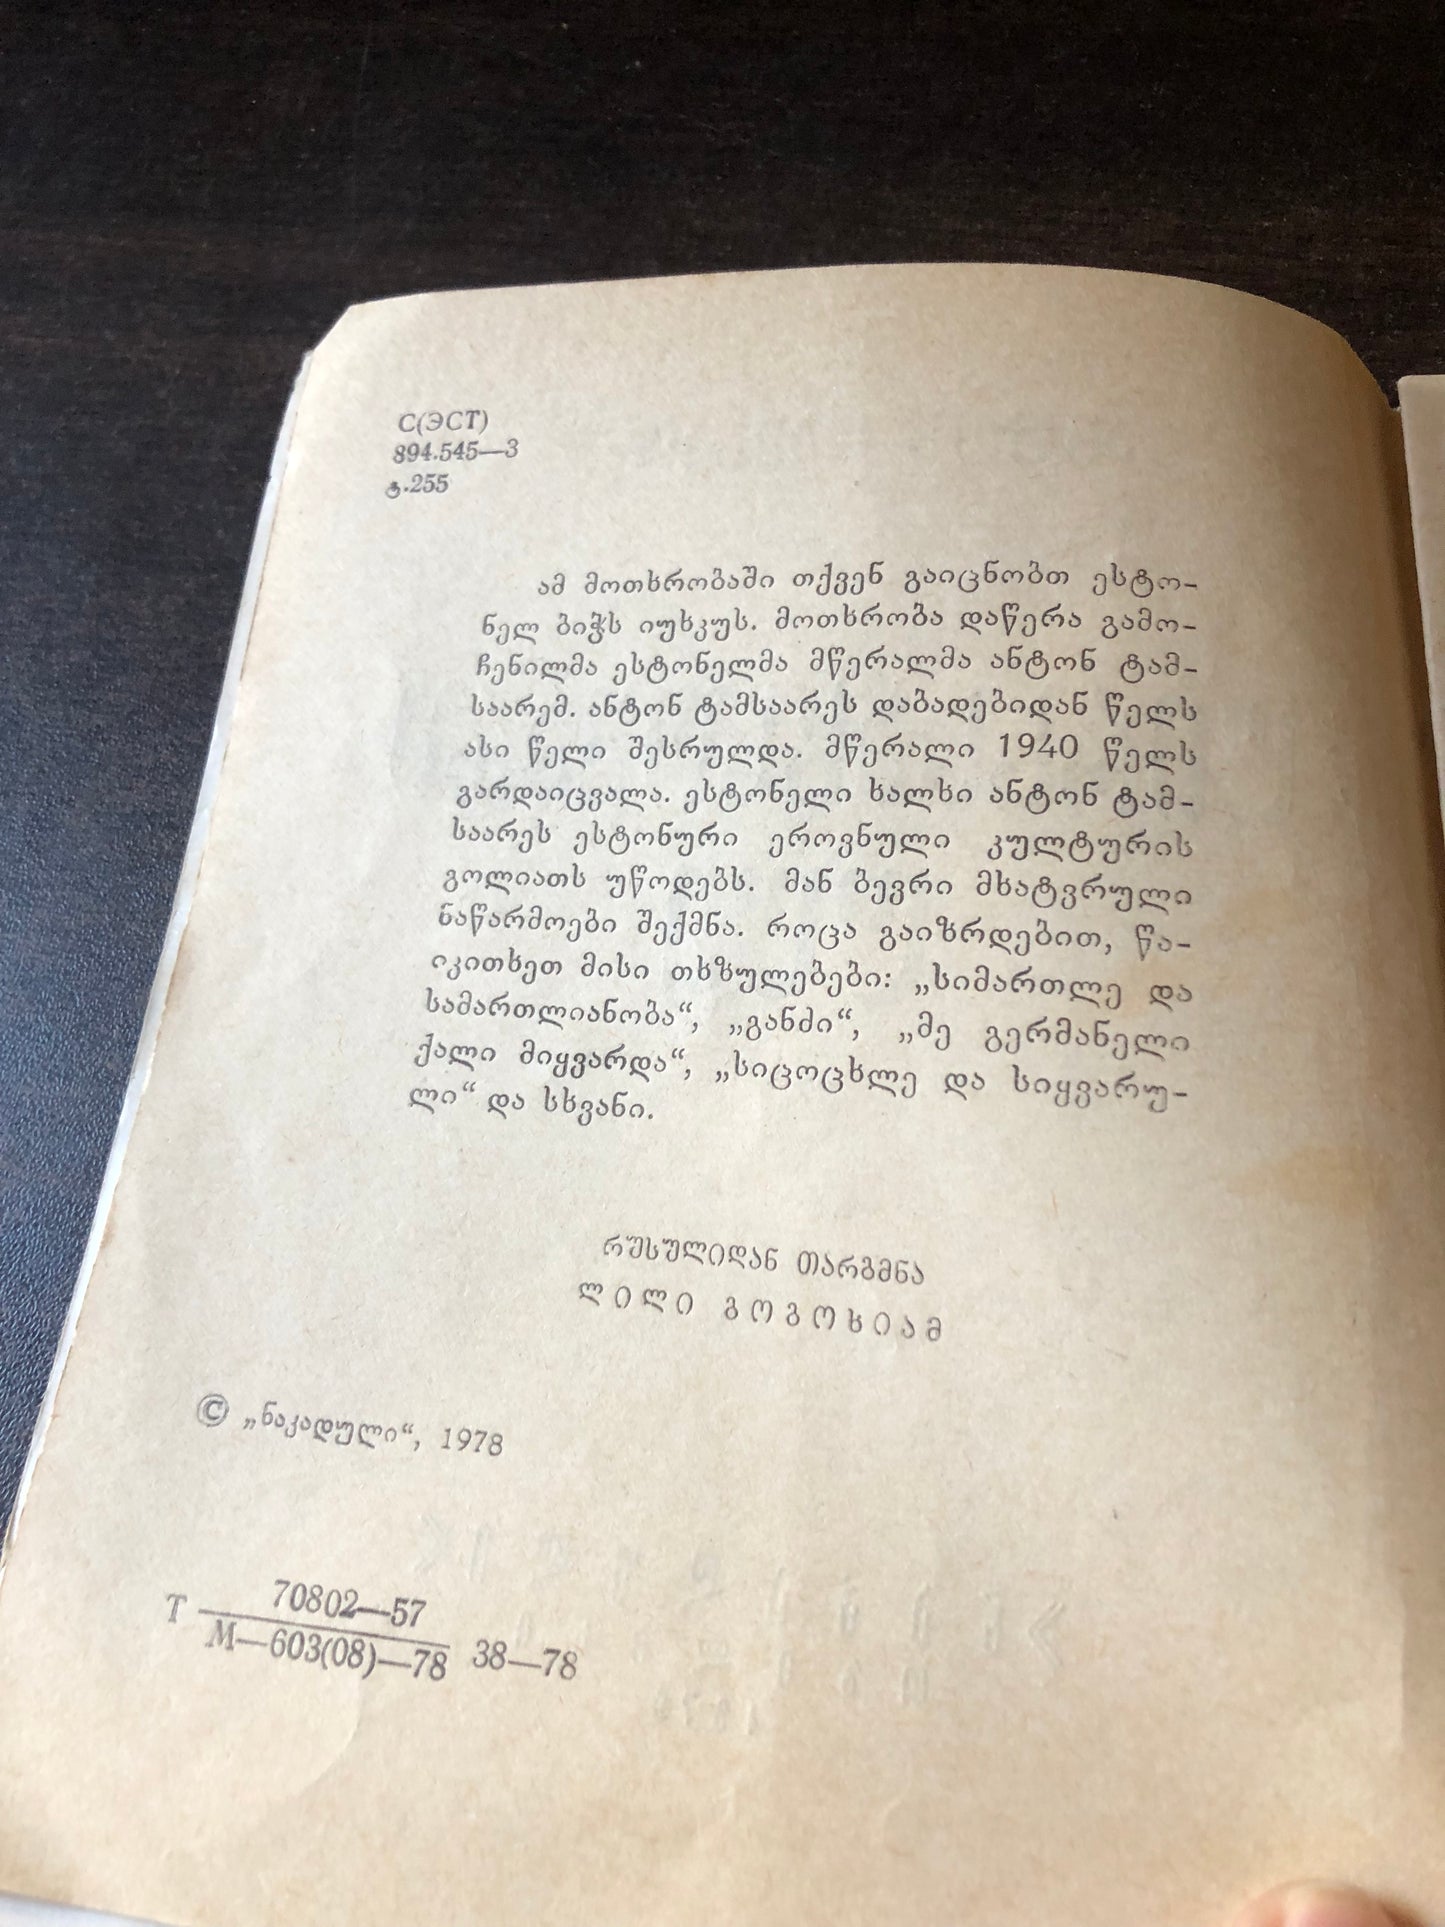 С(ЭСТ)
894.545—3
ტ.255
ამ მოთხრობაში თქვენ გაიცნობთ ესტო-
ნელ ბიჭს იუხკუს. მოთხრობა დაწერა გამო-
ჩენილმა ესტონელმა მწერალმა ანტონ ტამ-
საარემ. ანტონ ტამსაარეს დაბადებიდან წელს
ასი წელი შესრულდა. მწერალი 1940 წელს
გარდაიცვალა. ესტონელი ხალხი ანტონ ტამ-
საარეს ესტონური ეროვნული კულტურის
გოლიათს უწოდებს. მან ბევრი მხატვრული
ნაწარმოები შექმნა. როცა გაიზრდებით, წა-
იკითხეთ მისი თხზულებები: „სიმართლე და
სამართლიანობა“, „განძი“, „მე გერმანელი
ქალი მიყვარდა“, „სიცოცხლე და სიყვარუ-
ლი“ და სხვანი.
რუსულიდან თარგმნა
ლილი გოგოხიამ
© „ნაკადული“, 1978
Т 70802—57
М—603(08)—78 38—78